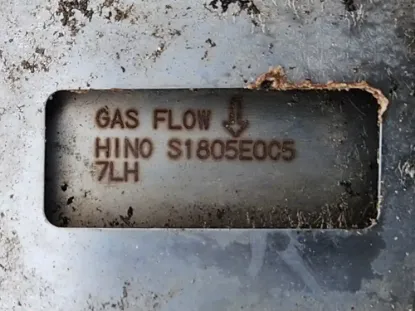 GAS FLOW ↓
HINO S1805E0C5
7LH